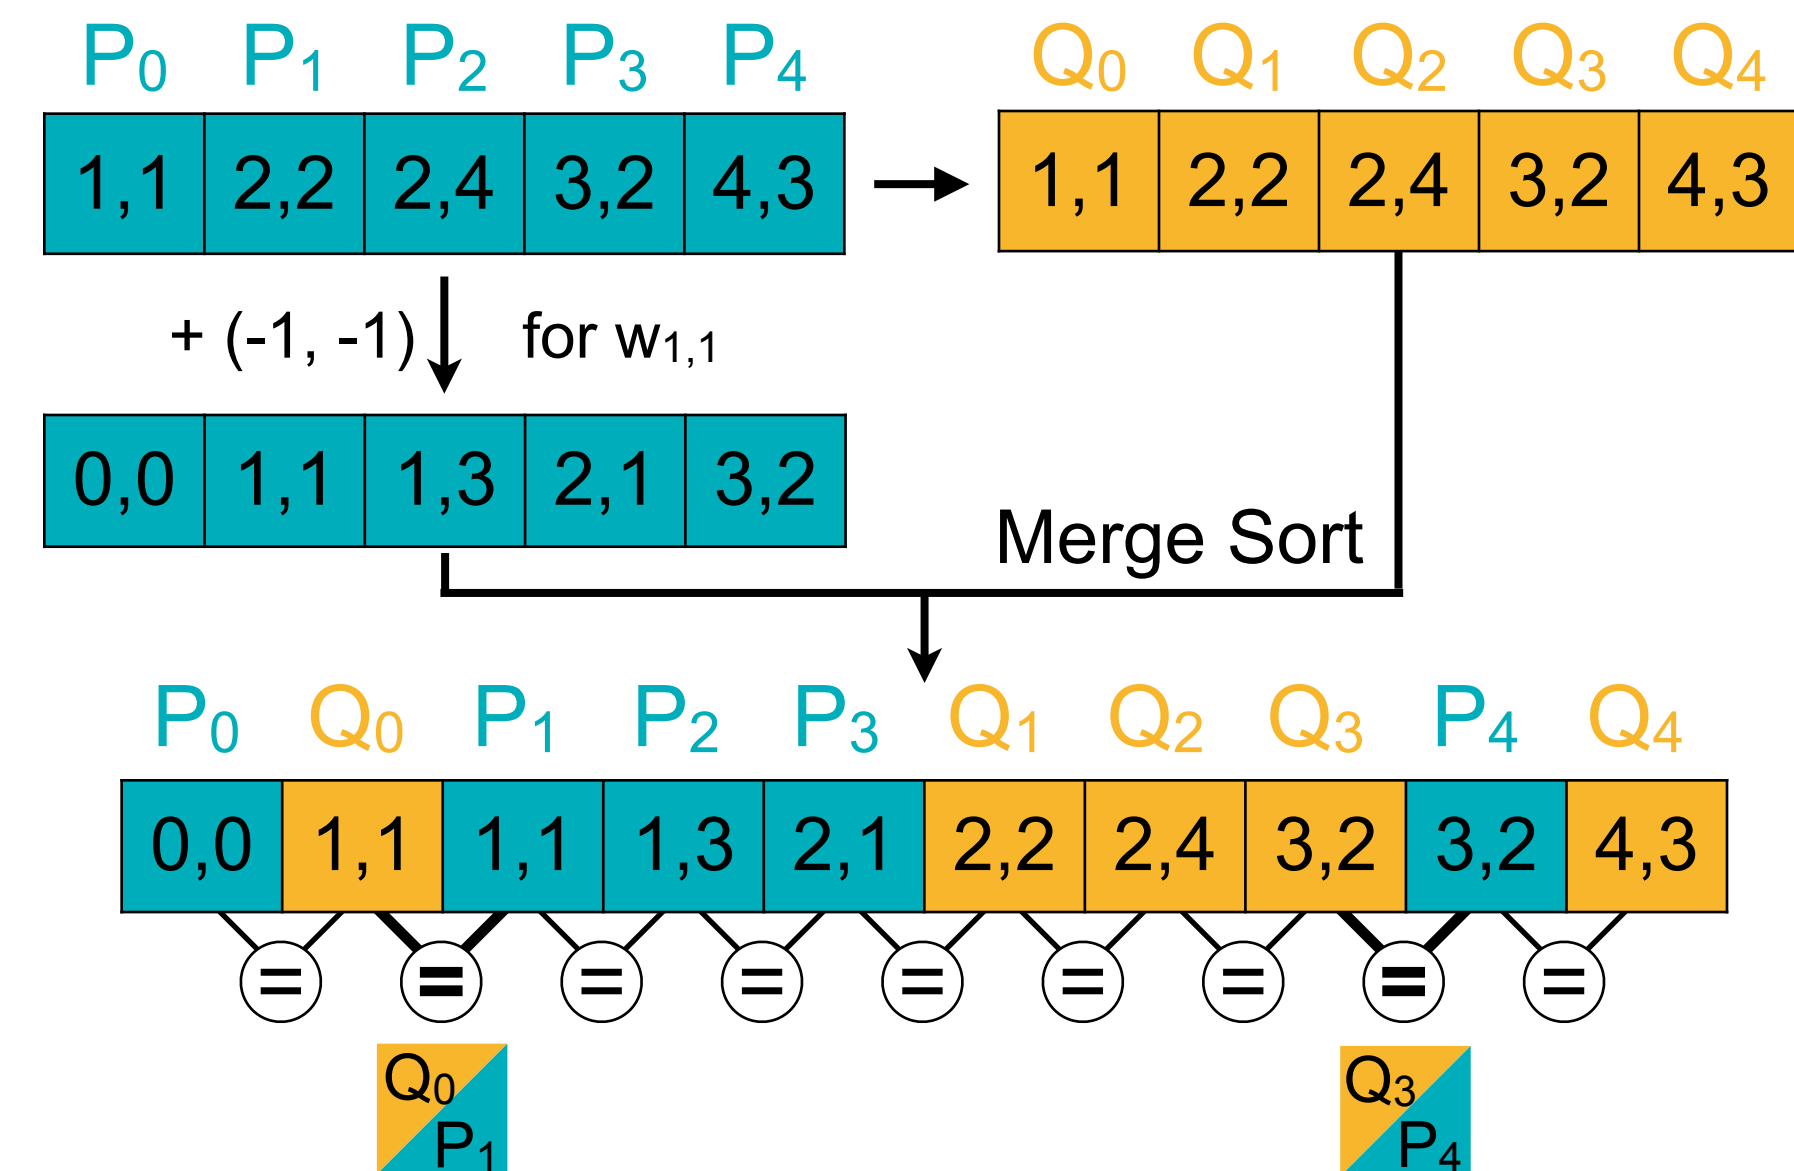 P0 P1 P2 P3 P4 Q0 Q1 Q2 Q3 Q4
1,1 2,2 2,4 3,2 4,3 1,1 2,2 2,4 3,2 4,3
+ (-1, -1) for w1,1
0,0 1,1 1,3 2,1 3,2
Merge Sort
P0 Q0 P1 P2 P3 Q1 Q2 Q3 P4 Q4
0,0 1,1 1,1 1,3 2,1 2,2 2,4 3,2 3,2 4,3
= = = = = = = = =
Q0 Q3
P1 P4